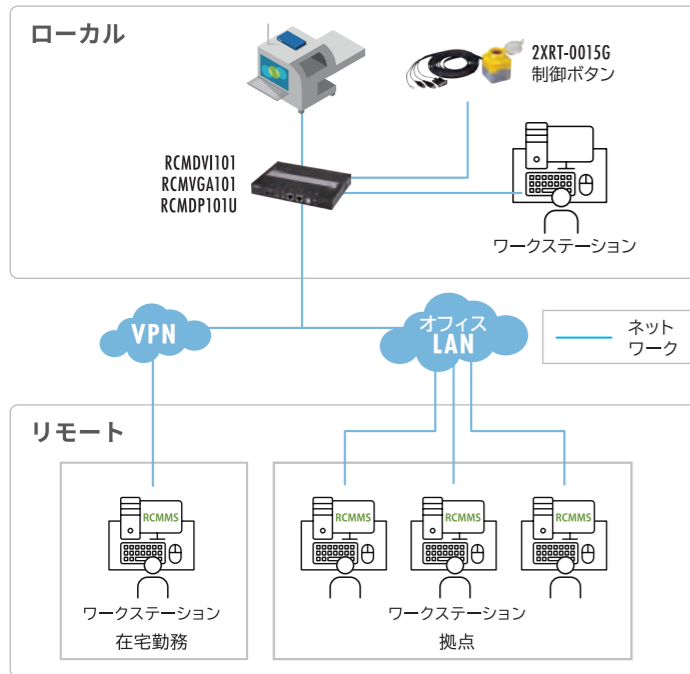 ローカル
2XRT-0015G
制御ボタン
RCMDVI101
RCMVGA101
RCMDP101U
ワークステーション
VPN
オフィス
LAN
ネット
ワーク
リモート
RCMMS
RCMMS
RCMMS
RCMMS
ワークステーション
在宅勤務
ワークステーション
拠点